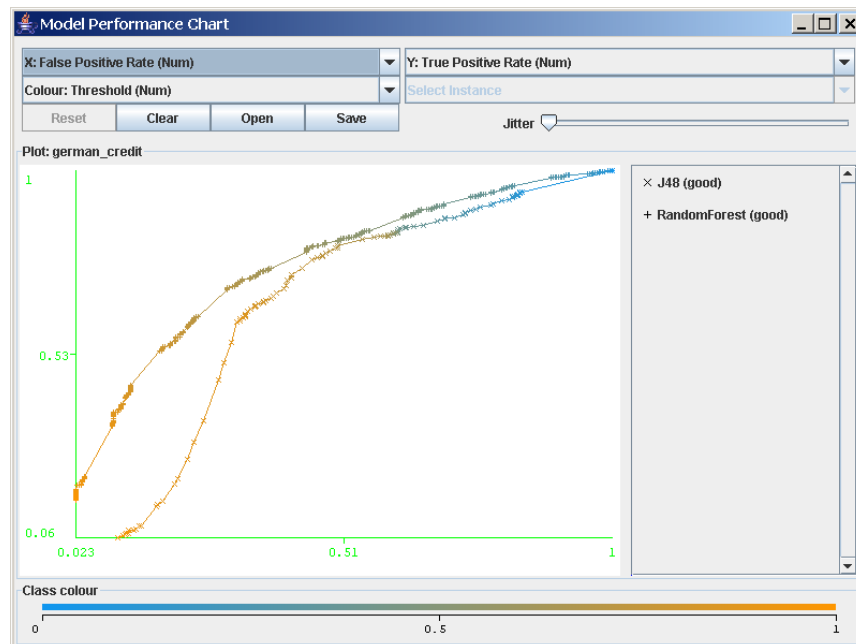 Model Performance Chart
X: False Positive Rate (Num)
Y: True Positive Rate (Num)
Colour: Threshold (Num)
Select Instance
Reset
Clear
Open
Save
Jitter
Plot: german_credit
1
0.53
0.06
0.023
0.51
1
× J48 (good)
+ RandomForest (good)
Class colour
0
0.5
1